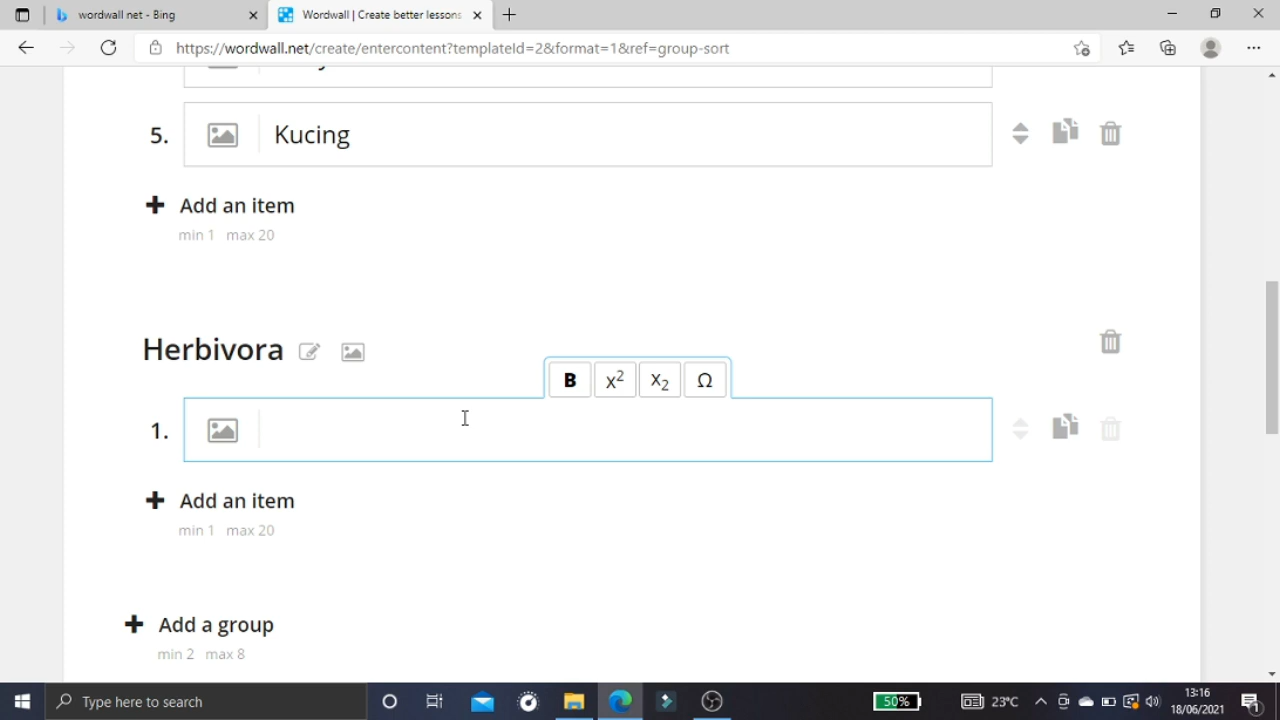 wordwall net - Bing
Wordwall | Create better lessons
https://wordwall.net/create/entercontent?templateId=2&format=1&ref=group-sort
5. Kucing
Add an item
min 1 max 20
Herbivora
B x² x₂ Ω
1.
Add an item
min 1 max 20
Add a group
min 2 max 8
Type here to search
50%
23°C
13:16
18/06/2021
1